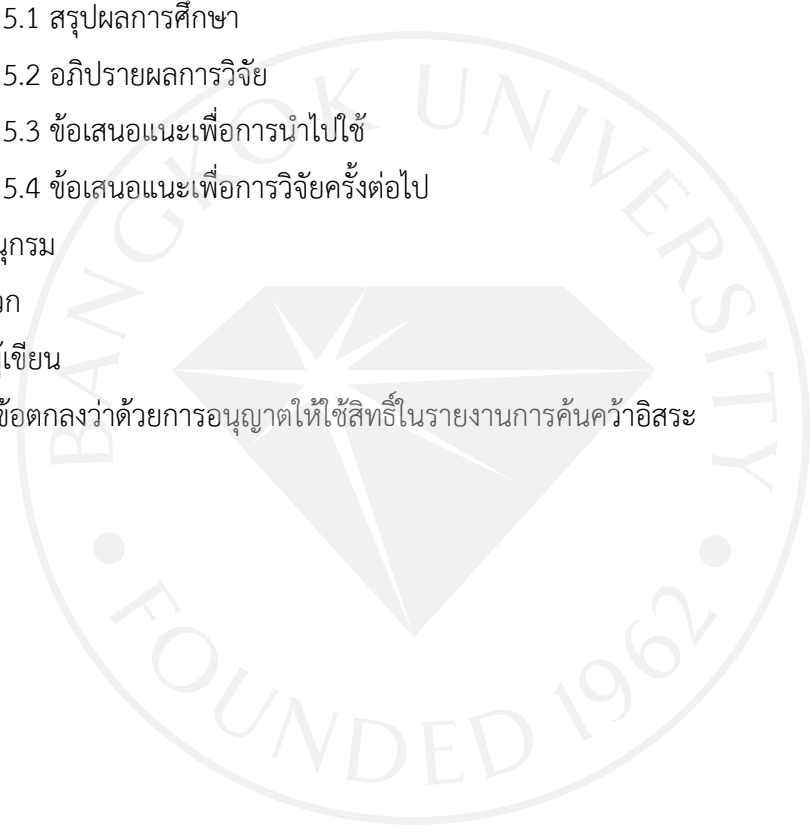 5.1 สรุปผลการศึกษา
5.2 อภิปรายผลการวิจัย
5.3 ข้อเสนอแนะเพื่อการนำไปใช้
5.4 ข้อเสนอแนะเพื่อการวิจัยครั้งต่อไป
นุกรม
วก
ผู้เขียน
ข้อตกลงว่าด้วยการอนุญาตให้ใช้สิทธิ์ในรายงานการค้นคว้าอิสระ
BANGKOK UNIVERSITY
FOUNDED 1962